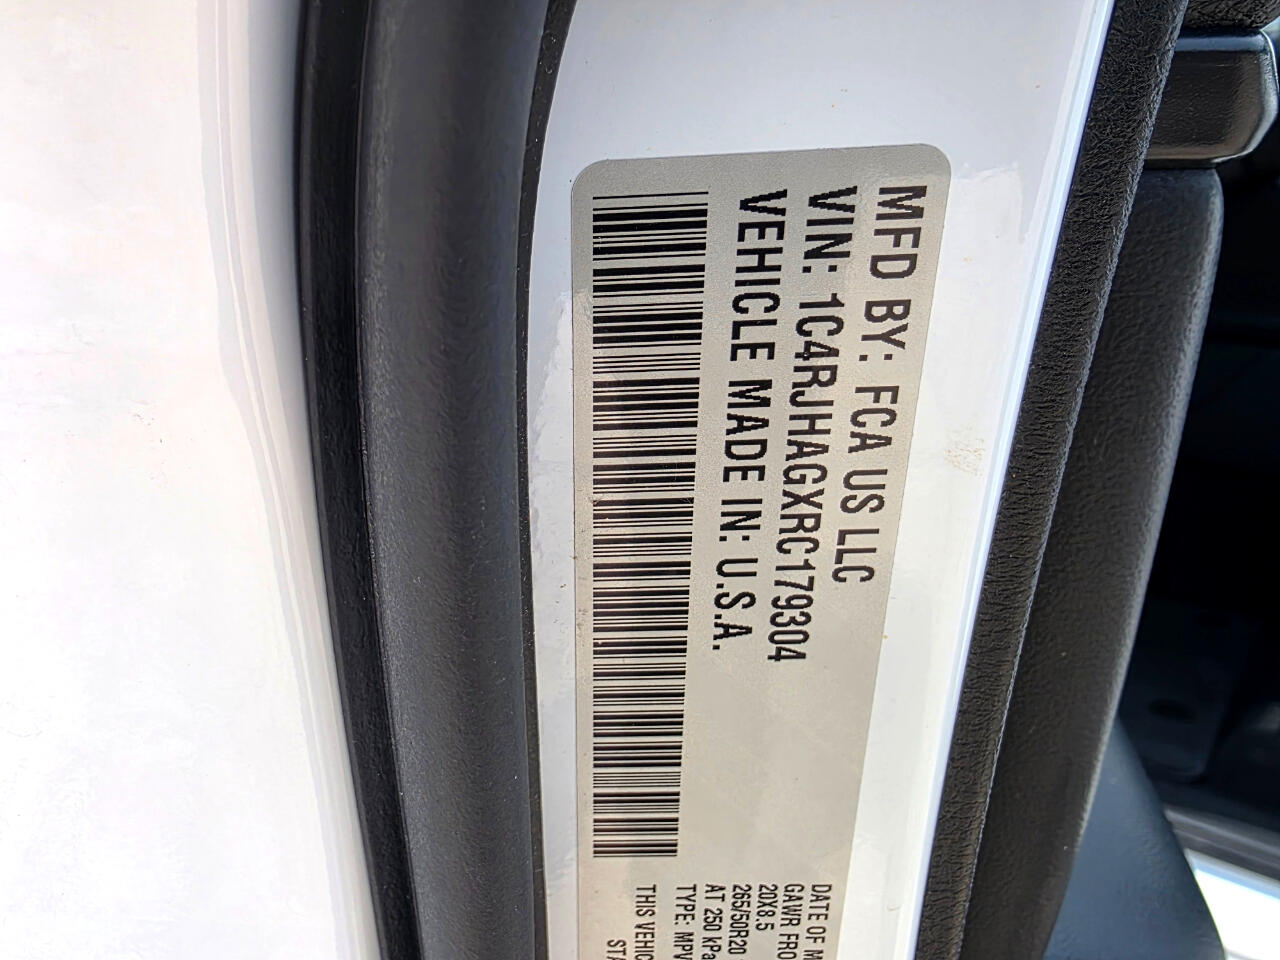 MFD BY: FCA US LLC
VIN: 1C4RJHAGXRC179304
VEHICLE MADE IN: U.S.A.
DATE OF M
GAWR FRO
20X8.5
265/50R20
AT 250 kPa
TYPE: MPV
THIS VEHIC
STA